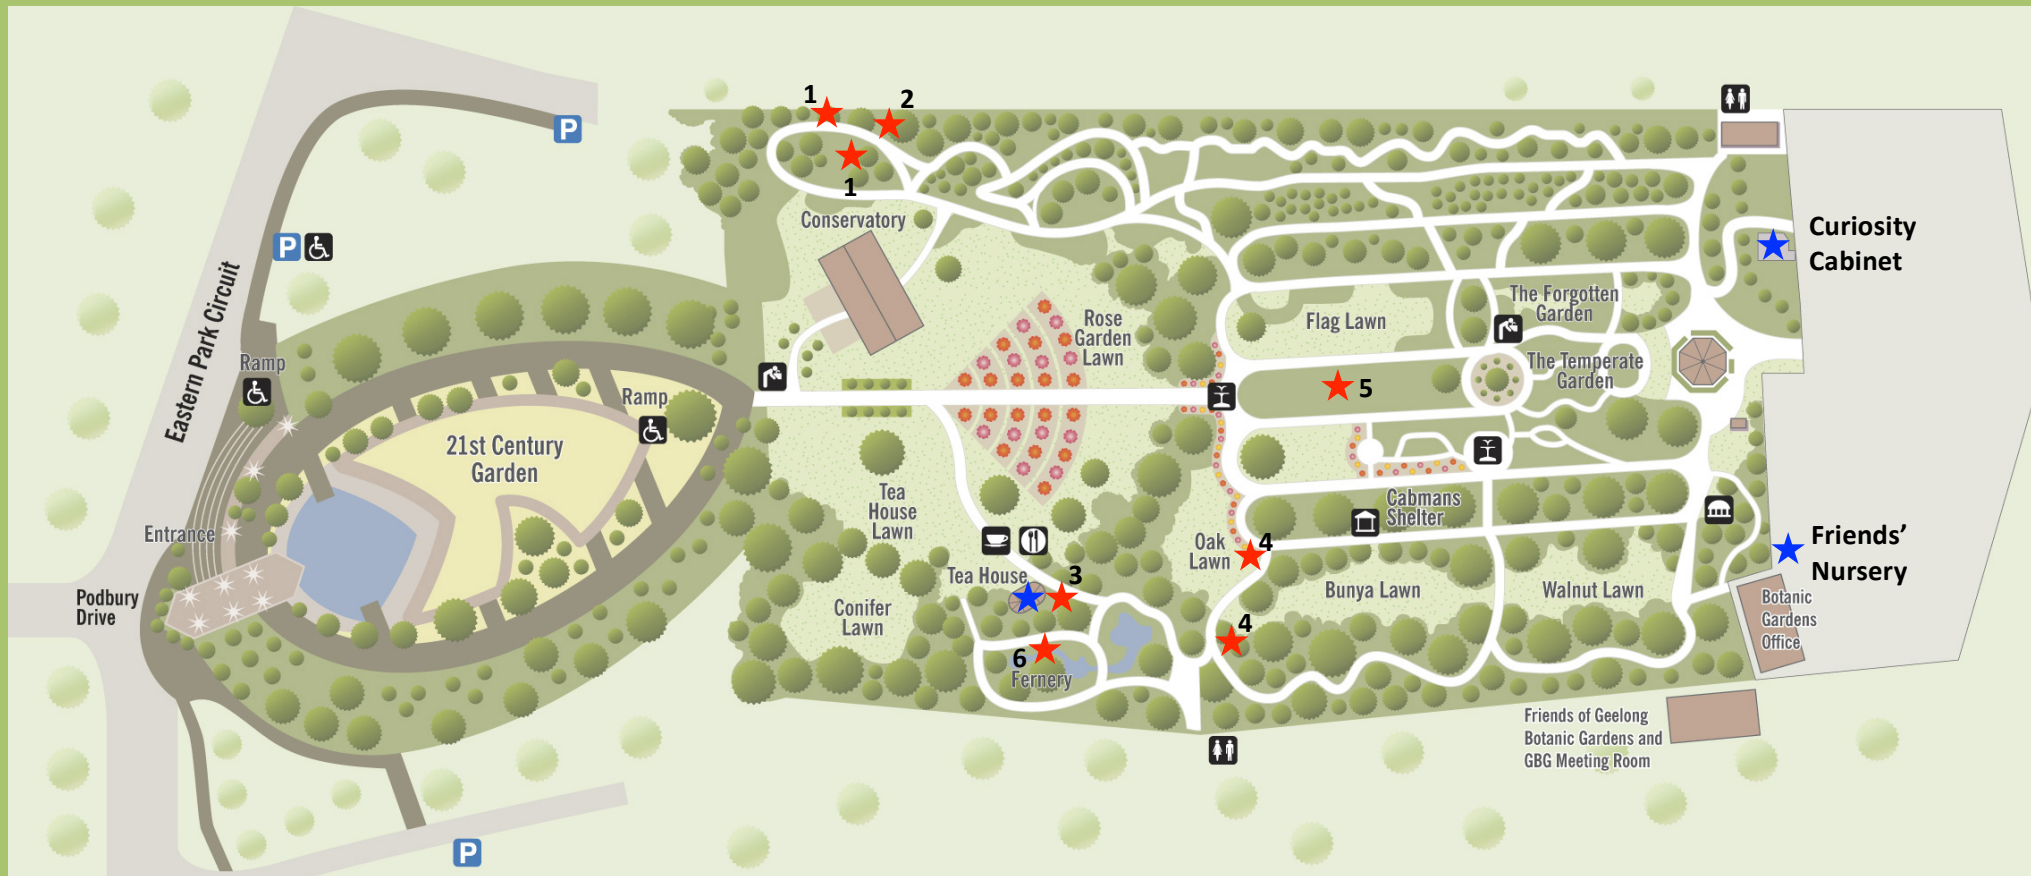 1
2
1
P
Conservatory
Curiosity
Cabinet
P
Eastern Park Circuit
The Forgotten
Garden
Rose
Garden
Lawn
Flag Lawn
Ramp
The Temperate
Garden
Ramp
5
21st Century
Garden
Tea
House
Lawn
Cabmans
Shelter
Entrance
Oak
Lawn
4
Friends'
Nursery
Tea House
3
Bunya Lawn
Walnut Lawn
Podbury
Drive
Conifer
Lawn
Botanic
Gardens
Office
4
6
Fernery
Friends of Geelong
Botanic Gardens and
GBG Meeting Room
P